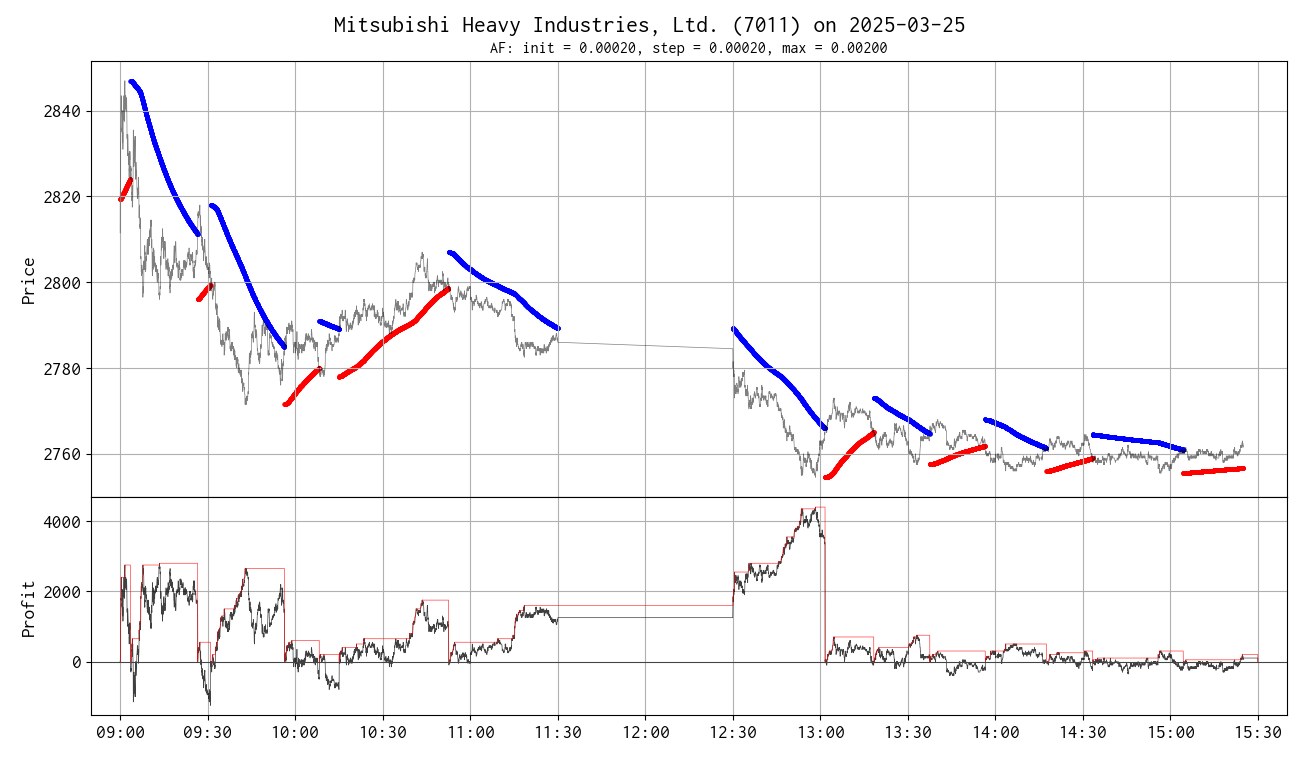 Mitsubishi Heavy Industries, Ltd. (7011) on 2025-03-25
AF: init = 0.00020, step = 0.00020, max = 0.00200
Price
2840
2820
2800
2780
2760
Profit
4000
2000
0
09:00 09:30 10:00 10:30 11:00 11:30 12:00 12:30 13:00 13:30 14:00 14:30 15:00 15:30